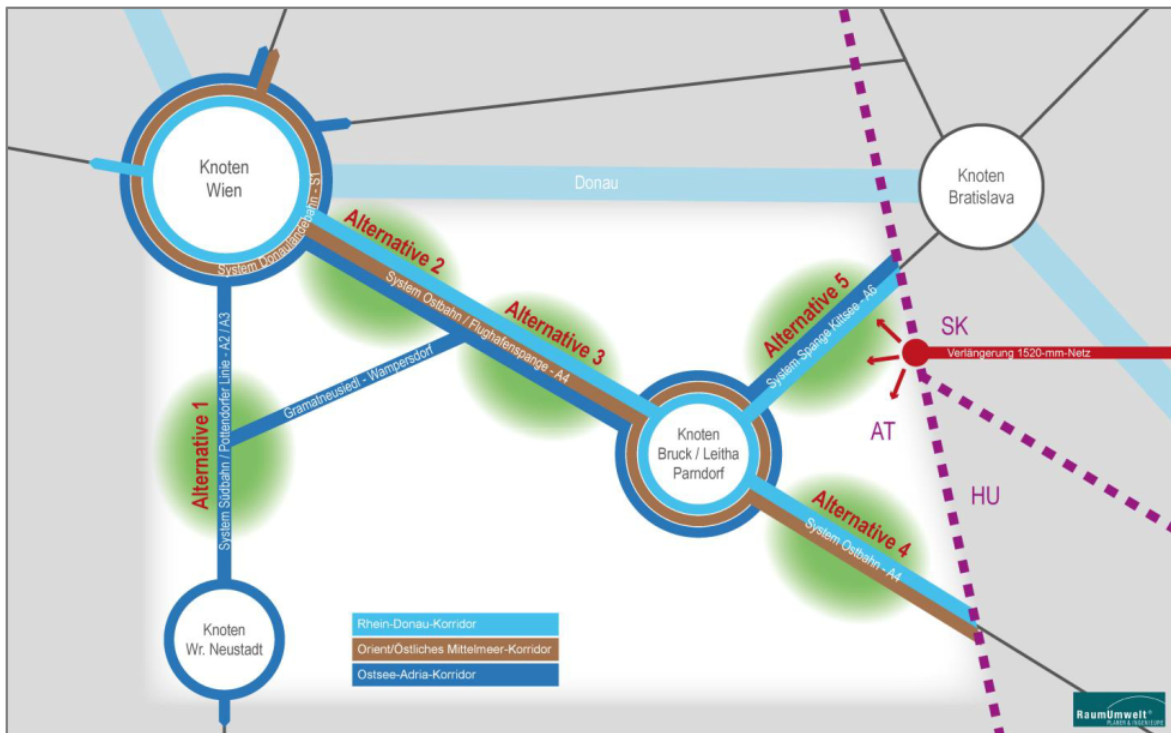 Knoten
Wien
System Donauländebahn - S1
Donau
Knoten
Bratislava
Alternative 2
System Ostbahn / Flughafenspange - A4
Alternative 3
Alternative 5
System Spange Kittsee - A6
SK
Verlängerung 1520-mm-Netz
AT
HU
Alternative 1
System Südbahn / Pottendorfer Linie - A2 / A3
Gramatneusiedl - Wampersdorf
Knoten
Bruck / Leitha
Parndorf
Alternative 4
System Ostbahn - A4
Knoten
Wr. Neustadt
Rhein-Donau-Korridor
Orient/Östliches Mittelmeer-Korridor
Ostsee-Adria-Korridor
RaumUmwelt®
PLANER & INGENIEURE